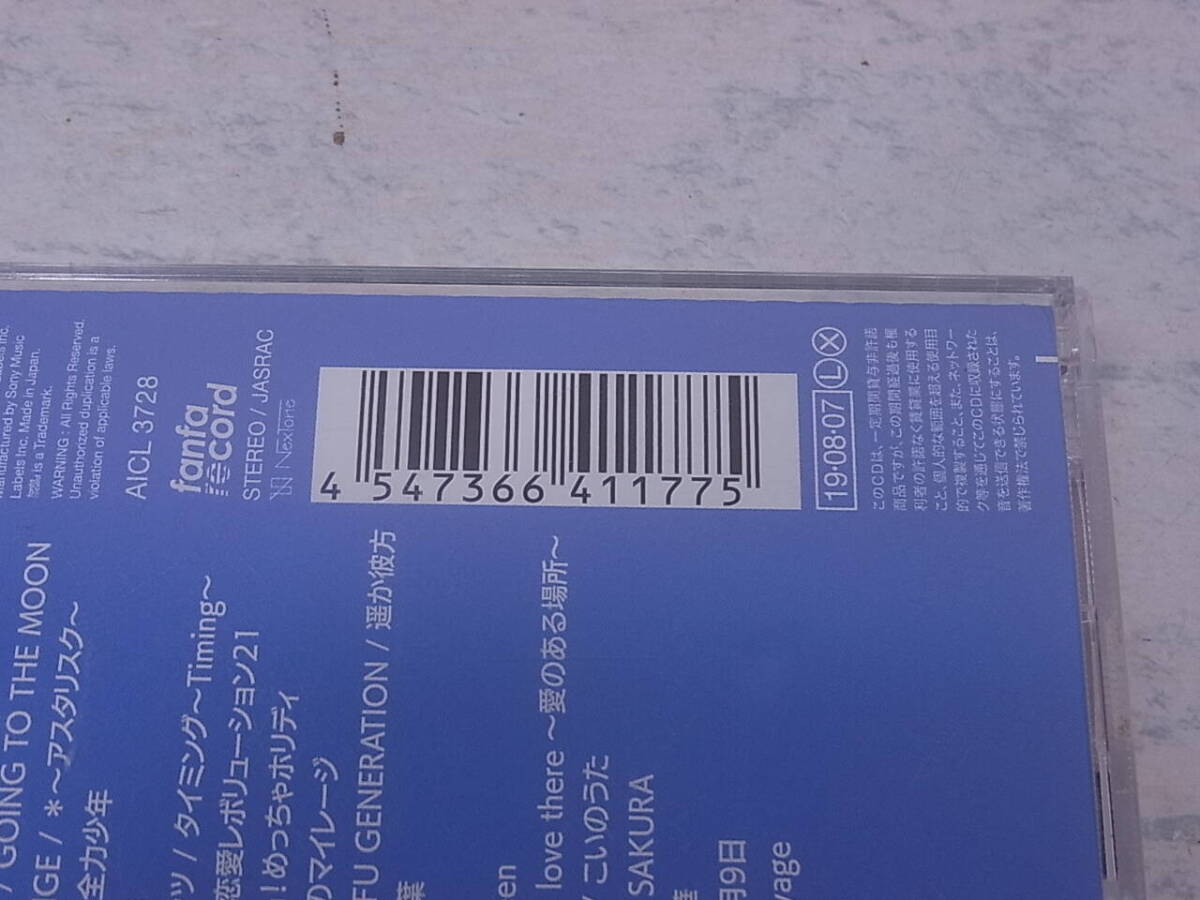 Labels Inc. Made in Japan.
is a Trademark.
WARNING : All Rights Reserved.
Unauthorized duplication is a
violation of applicable laws.
AICL 3728
fanfa
record
STEREO / JASRAC
NexTone
4 547366 411775
19・08・07 L X
このCDは、一定期間貸与非許諾
商品ですが、この期間経過後も権
利者の許諾なく賃貸業に使用する
こと、個人的な範囲を超える使用目
的で複製すること、また、ネットワー
ク等を通じてこのCDに収録された
音を送信できる状態にすることは、
著作権法で禁じられています。
/ GOING TO THE MOON
NGE / *～アスタリスク～
全力少年
ツ / タイミング～Timing～
恋愛レボリューション21
！めっちゃホリディ
のマイレージ
FU GENERATION / 遥か彼方
葉
en
love there ～愛のある場所～
/ こいのうた
SAKURA
月9日
yage